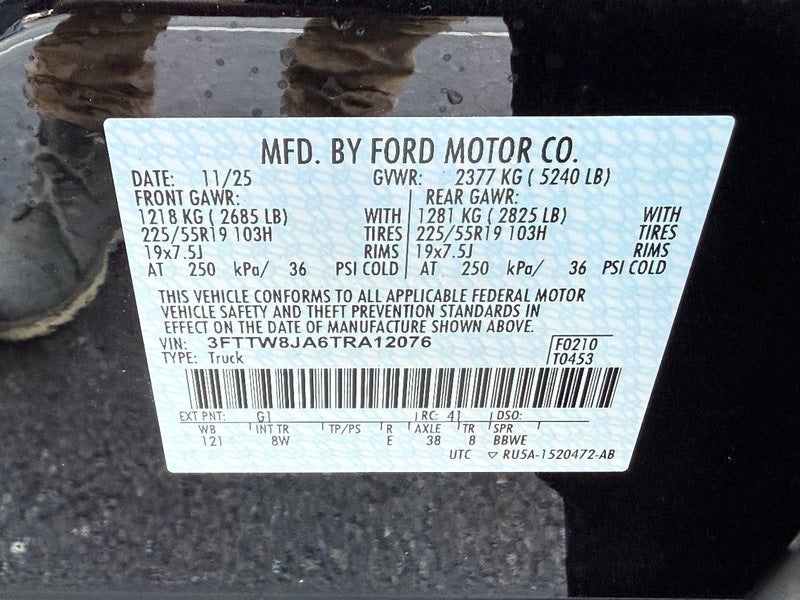 MFD. BY FORD MOTOR CO.
DATE: 11/25 GVWR: 2377 KG ( 5240 LB)
FRONT GAWR: REAR GAWR:
1218 KG ( 2685 LB) WITH 1281 KG ( 2825 LB) WITH
225/55R19 103H TIRES 225/55R19 103H TIRES
19x7.5J RIMS 19x7.5J RIMS
AT 250 kPa/ 36 PSI COLD AT 250 kPa/ 36 PSI COLD
THIS VEHICLE CONFORMS TO ALL APPLICABLE FEDERAL MOTOR
VEHICLE SAFETY AND THEFT PREVENTION STANDARDS IN
EFFECT ON THE DATE OF MANUFACTURE SHOWN ABOVE.
VIN: 3FTTW8JA6TRA12076 F0210
TYPE: Truck T0453
EXT PNT: G1 RC: 41 DSO:
WB INT TR TP/PS R AXLE TR SPR
121 8W E 38 8 BBWE
UTC ▽ RU5A-1520472-AB